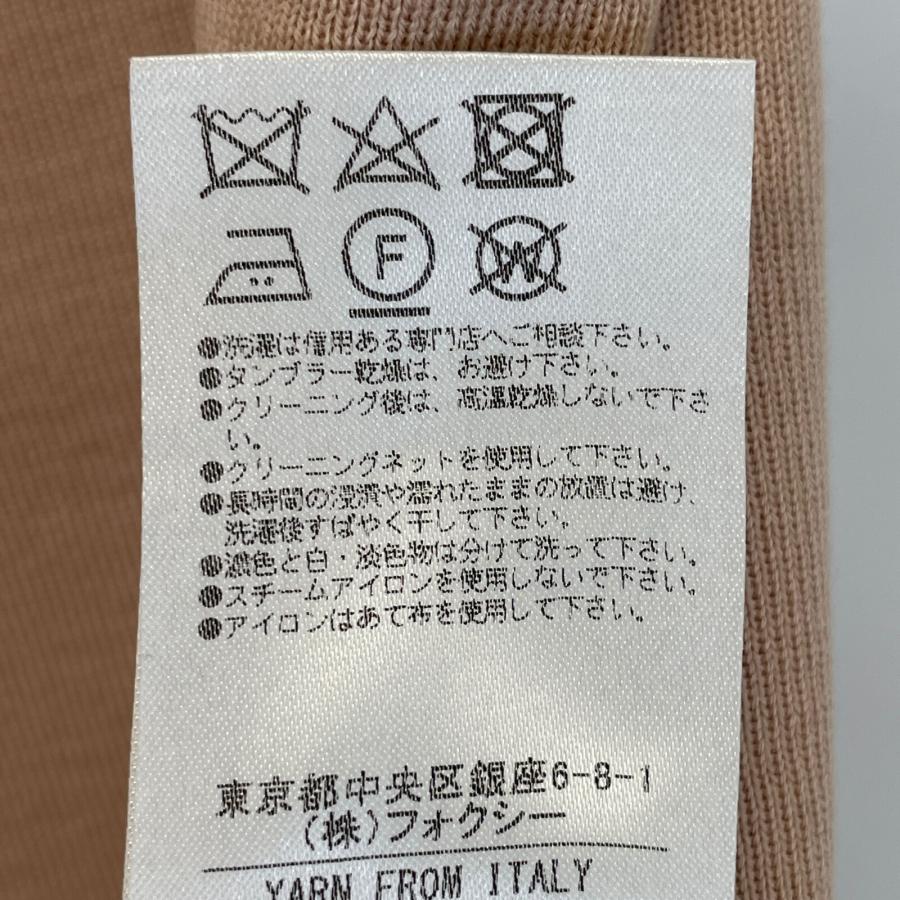 F
W
●洗濯は信用ある専門店へご相談下さい。
●タンブラー乾燥は、お避け下さい。
●クリーニング後は、高温乾燥しないで下さ
い。
●クリーニングネットを使用して下さい。
●長時間の浸漬や濡れたままの放置は避け、
洗濯後すばやく干して下さい。
●濃色と白・淡色物は分けて洗って下さい。
●スチームアイロンを使用しないで下さい。
●アイロンはあて布を使用して下さい。
東京都中央区銀座6-8-1
(株)フォクシー
YARN FROM ITALY